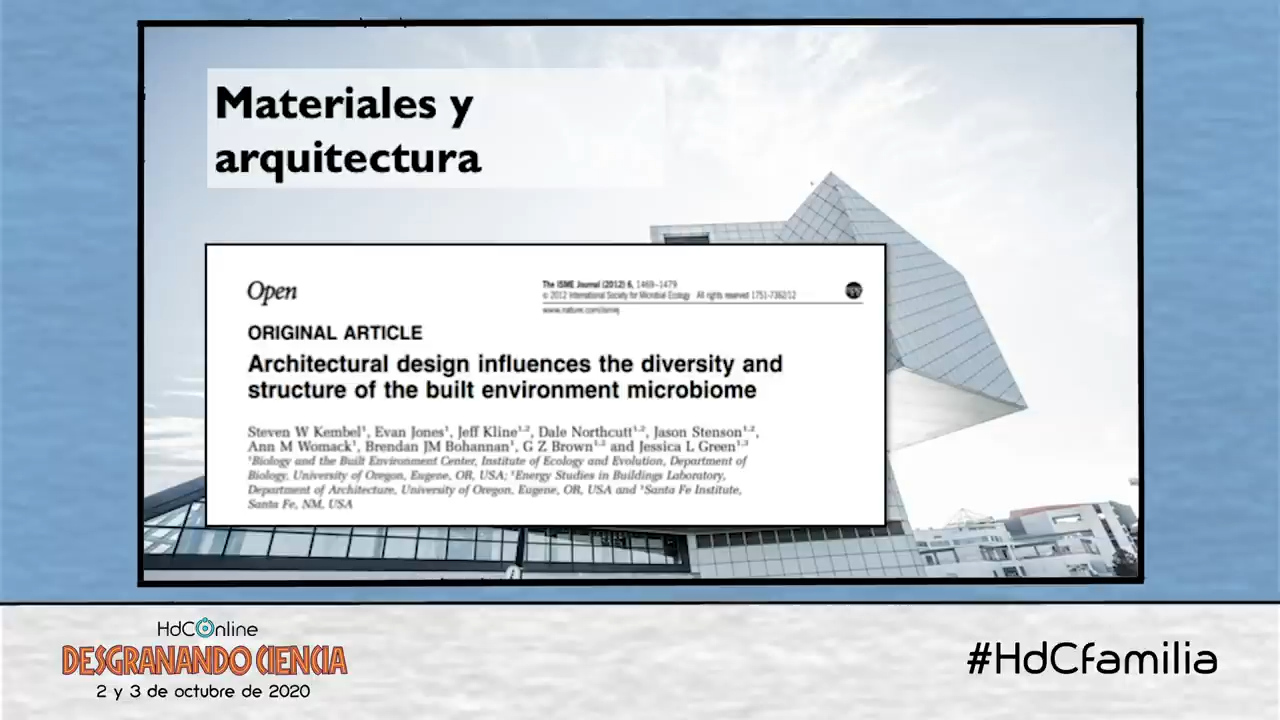 Materiales y
arquitectura
Open
The ISME Journal (2012) 6, 1469–1479
© 2012 International Society for Microbial Ecology All rights reserved 1751-7362/12
www.nature.com/ismej
ORIGINAL ARTICLE
Architectural design influences the diversity and
structure of the built environment microbiome
Steven W Kembel¹, Evan Jones¹, Jeff Kline¹·², Dale Northcutt¹·², Jason Stenson¹·²,
Ann M Womack¹, Brendan JM Bohannan¹, G Z Brown¹·² and Jessica L Green¹·³
¹Biology and the Built Environment Center, Institute of Ecology and Evolution, Department of
Biology, University of Oregon, Eugene, OR, USA; ²Energy Studies in Buildings Laboratory,
Department of Architecture, University of Oregon, Eugene, OR, USA and ³Santa Fe Institute,
Santa Fe, NM, USA
HdCOnline
DESGRANANDO CIENCIA
2 y 3 de octubre de 2020
#HdCfamilia